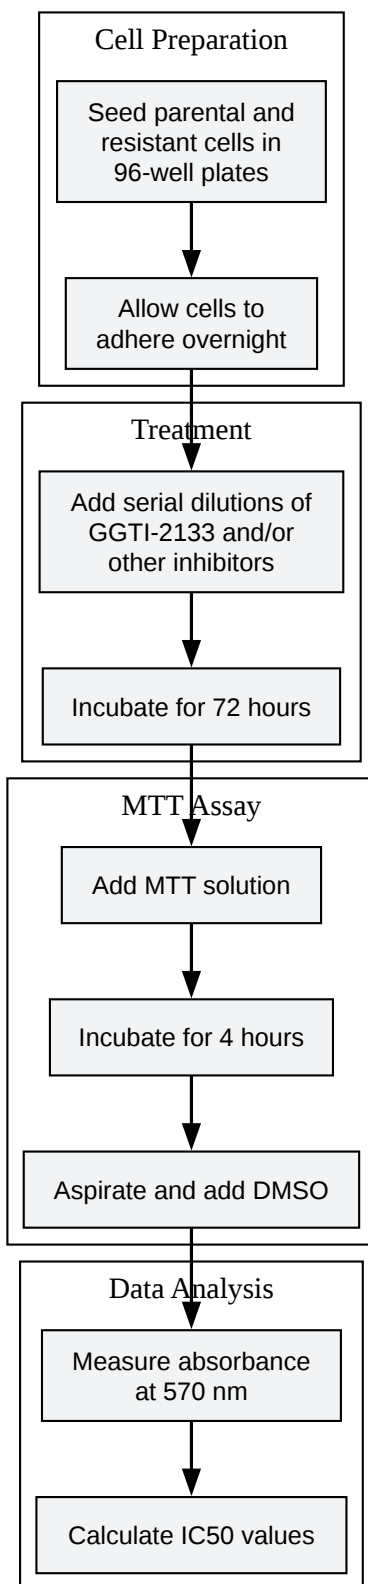 Cell Preparation
Seed parental and
resistant cells in
96-well plates
Allow cells to
adhere overnight
Treatment
Add serial dilutions of
GGTI-2133 and/or
other inhibitors
Incubate for 72 hours
MTT Assay
Add MTT solution
Incubate for 4 hours
Aspirate and add DMSO
Data Analysis
Measure absorbance
at 570 nm
Calculate IC50 values